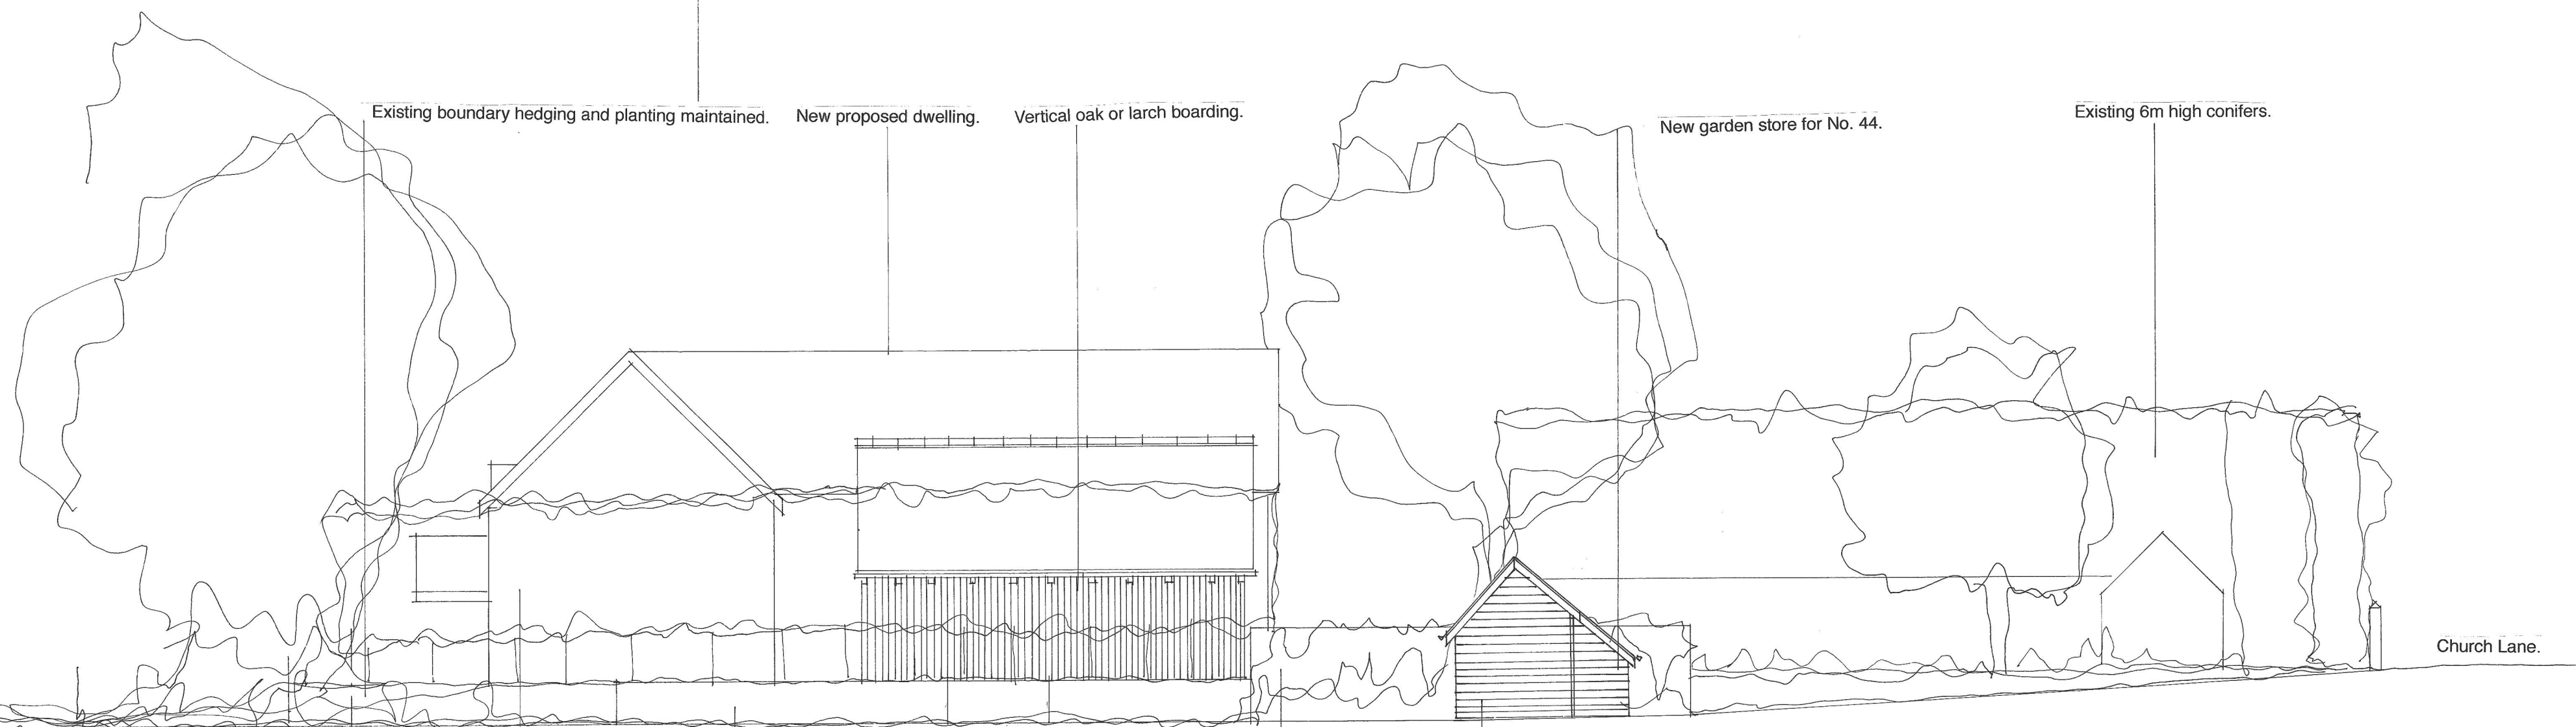 Existing boundary hedging and planting maintained.
New proposed dwelling.
Vertical oak or larch boarding.
New garden store for No. 44.
Existing 6m high conifers.
Church Lane.